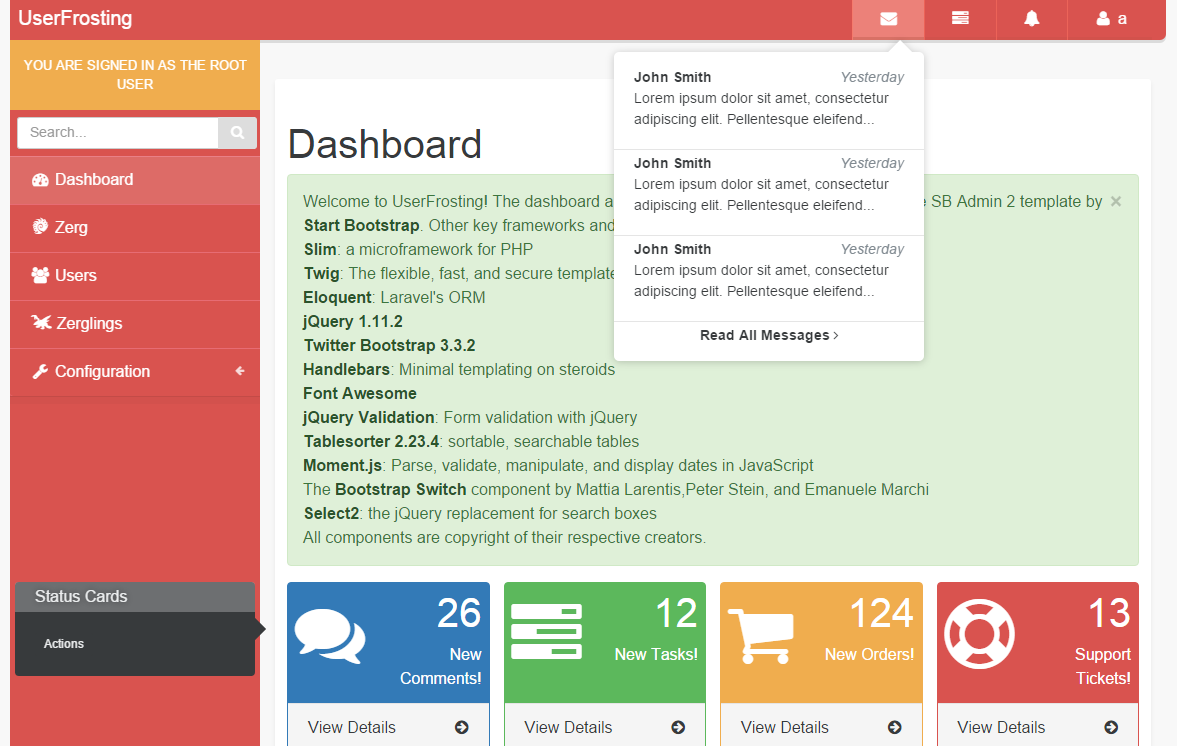 UserFrosting
a
YOU ARE SIGNED IN AS THE ROOT
USER
Search...
Dashboard
Zerg
Users
Zerglings
Configuration
Status Cards
Actions
John Smith Yesterday
Lorem ipsum dolor sit amet, consectetur
adipiscing elit. Pellentesque eleifend...
John Smith Yesterday
Lorem ipsum dolor sit amet, consectetur
adipiscing elit. Pellentesque eleifend...
John Smith Yesterday
Lorem ipsum dolor sit amet, consectetur
adipiscing elit. Pellentesque eleifend...
Read All Messages
Dashboard
Welcome to UserFrosting! The dashboard SB Admin 2 template by ×
Start Bootstrap. Other key frameworks and
Slim: a microframework for PHP
Twig: The flexible, fast, and secure template
Eloquent: Laravel's ORM
jQuery 1.11.2
Twitter Bootstrap 3.3.2
Handlebars: Minimal templating on steroids
Font Awesome
jQuery Validation: Form validation with jQuery
Tablesorter 2.23.4: sortable, searchable tables
Moment.js: Parse, validate, manipulate, and display dates in JavaScript
The Bootstrap Switch component by Mattia Larentis,Peter Stein, and Emanuele Marchi
Select2: the jQuery replacement for search boxes
All components are copyright of their respective creators.
26
New
Comments!
View Details
12
New Tasks!
View Details
124
New Orders!
View Details
13
Support
Tickets!
View Details